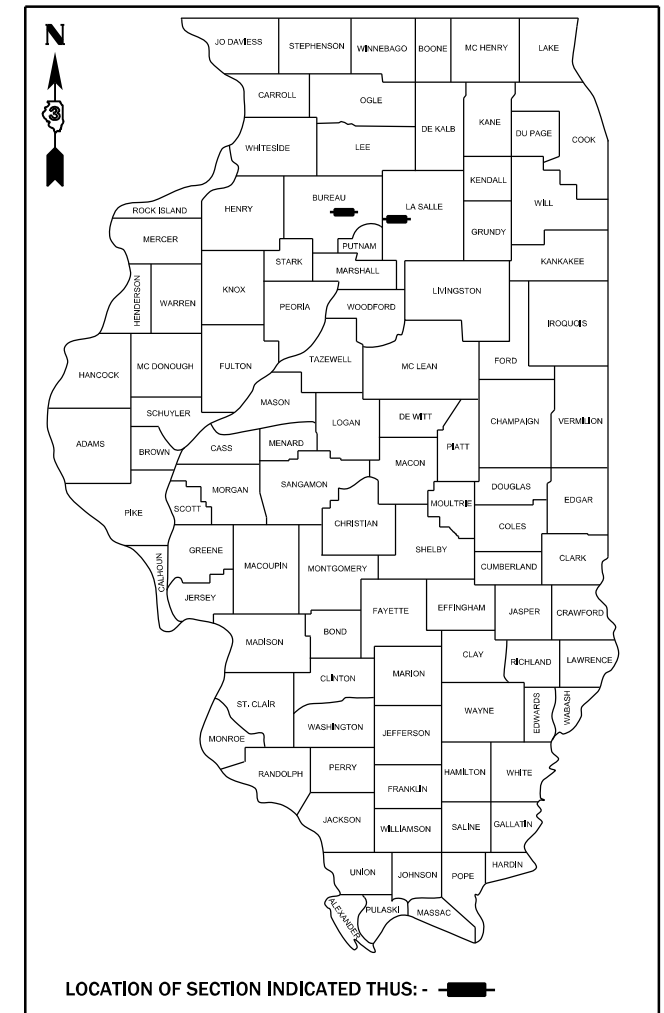 N
3
JO DAVIESS
STEPHENSON
WINNEBAGO
BOONE
MC HENRY
LAKE
CARROLL
OGLE
DE KALB
KANE
DU PAGE
COOK
WHITESIDE
LEE
KENDALL
WILL
BUREAU
LA SALLE
ROCK ISLAND
HENRY
GRUNDY
MERCER
PUTNAM
KANKAKEE
STARK
MARSHALL
HENDERSON
WARREN
KNOX
PEORIA
WOODFORD
LIVINGSTON
IROQUOIS
HANCOCK
MC DONOUGH
FULTON
TAZEWELL
MC LEAN
FORD
MASON
SCHUYLER
LOGAN
DE WITT
CHAMPAIGN
VERMILION
ADAMS
BROWN
CASS
MENARD
PIATT
MACON
MORGAN
SANGAMON
DOUGLAS
EDGAR
PIKE
SCOTT
MOULTRIE
CHRISTIAN
COLES
GREENE
MACOUPIN
MONTGOMERY
SHELBY
CUMBERLAND
CLARK
CALHOUN
JERSEY
FAYETTE
EFFINGHAM
JASPER
CRAWFORD
MADISON
BOND
CLAY
RICHLAND
LAWRENCE
CLINTON
MARION
ST. CLAIR
WAYNE
EDWARDS
WABASH
WASHINGTON
JEFFERSON
MONROE
RANDOLPH
PERRY
HAMILTON
WHITE
FRANKLIN
JACKSON
WILLIAMSON
SALINE
GALLATIN
HARDIN
UNION
JOHNSON
POPE
ALEXANDER
PULASKI
MASSAC
LOCATION OF SECTION INDICATED THUS: -